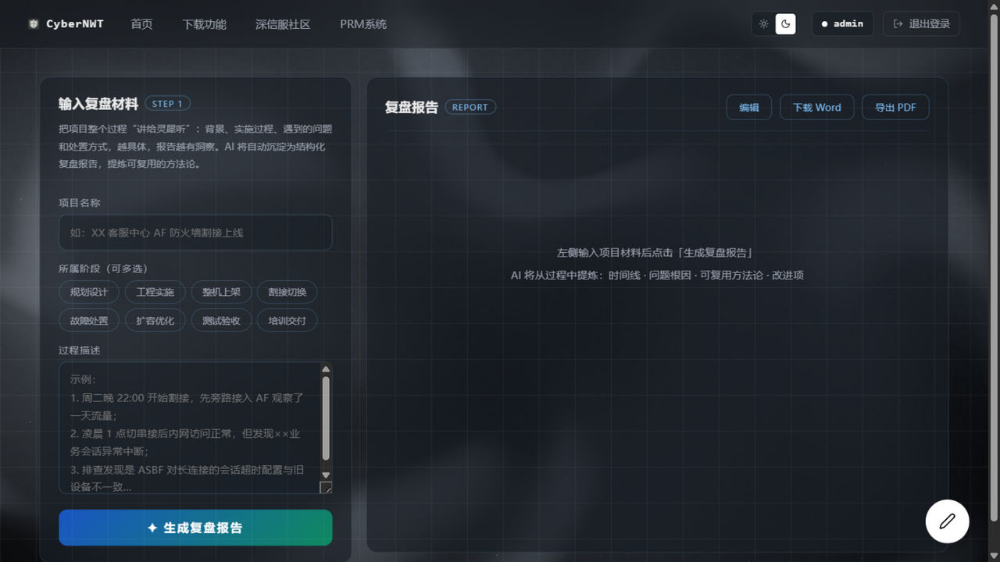 CyberNWT 首页 下载功能 深信服社区 PRM系统 admin 退出登录
输入复盘材料 STEP 1
把项目整个过程“讲给灵犀听”：背景、实施过程、遇到的问题
和处置方式，越具体，报告越有洞察。AI 将自动沉淀为结构化
复盘报告，提炼可复用的方法论。
项目名称
如：XX 客服中心 AF 防火墙割接上线
所属阶段（可多选）
规划设计 工程实施 整机上架 割接切换
故障处置 扩容优化 测试验收 培训交付
过程描述
示例：
1. 周二晚 22:00 开始割接，先旁路接入 AF 观察了
一天流量；
2. 凌晨 1 点切串接后内网访问正常，但发现××业
务会话异常中断；
3. 排查发现是 ASBF 对长连接的会话超时配置与旧
设备不一致...
✦ 生成复盘报告
复盘报告 REPORT 编辑 下载 Word 导出 PDF
左侧输入项目材料后点击「生成复盘报告」
AI 将从过程中提炼：时间线 · 问题根因 · 可复用方法论 · 改进项